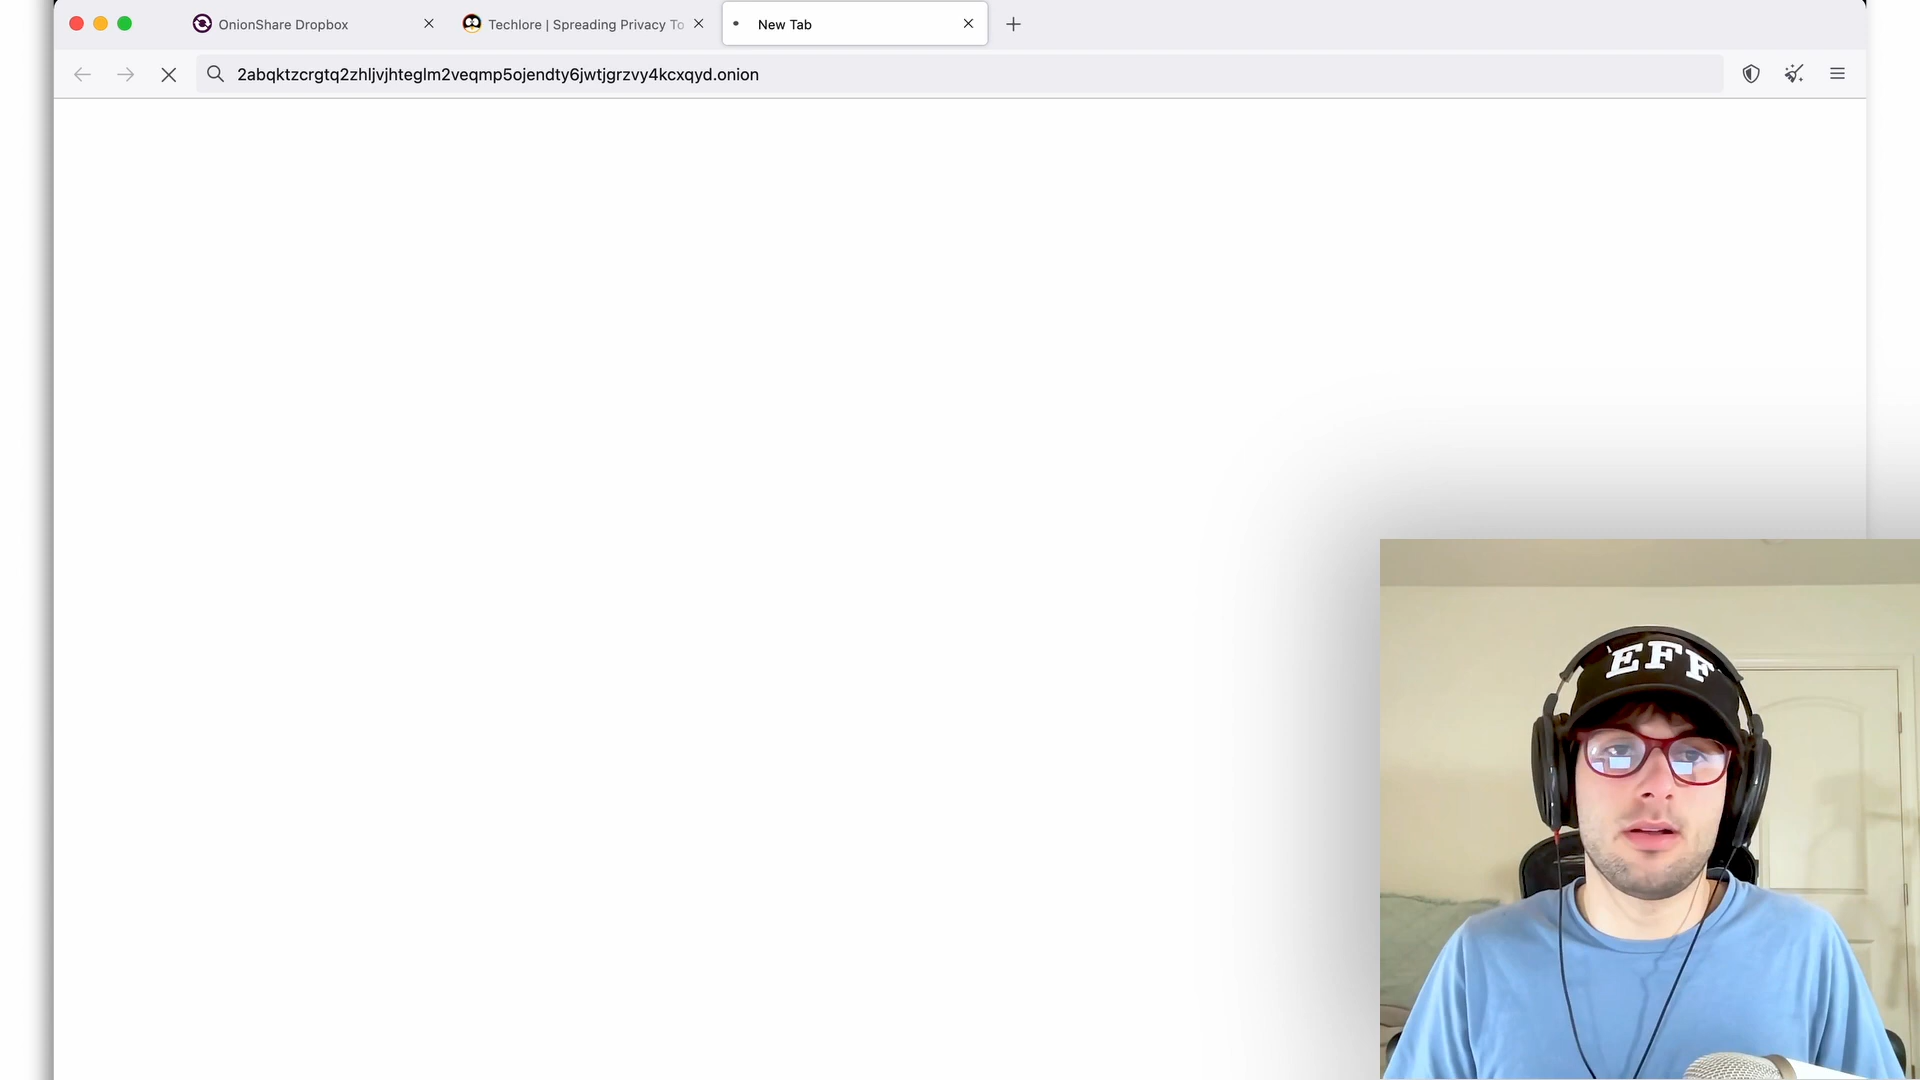 OnionShare Dropbox
Techlore | Spreading Privacy To
New Tab
2abqktzcrgtq2zhljvjhteglm2veqmp5ojendty6jwtjgrzvy4kcxqyd.onion
EFF